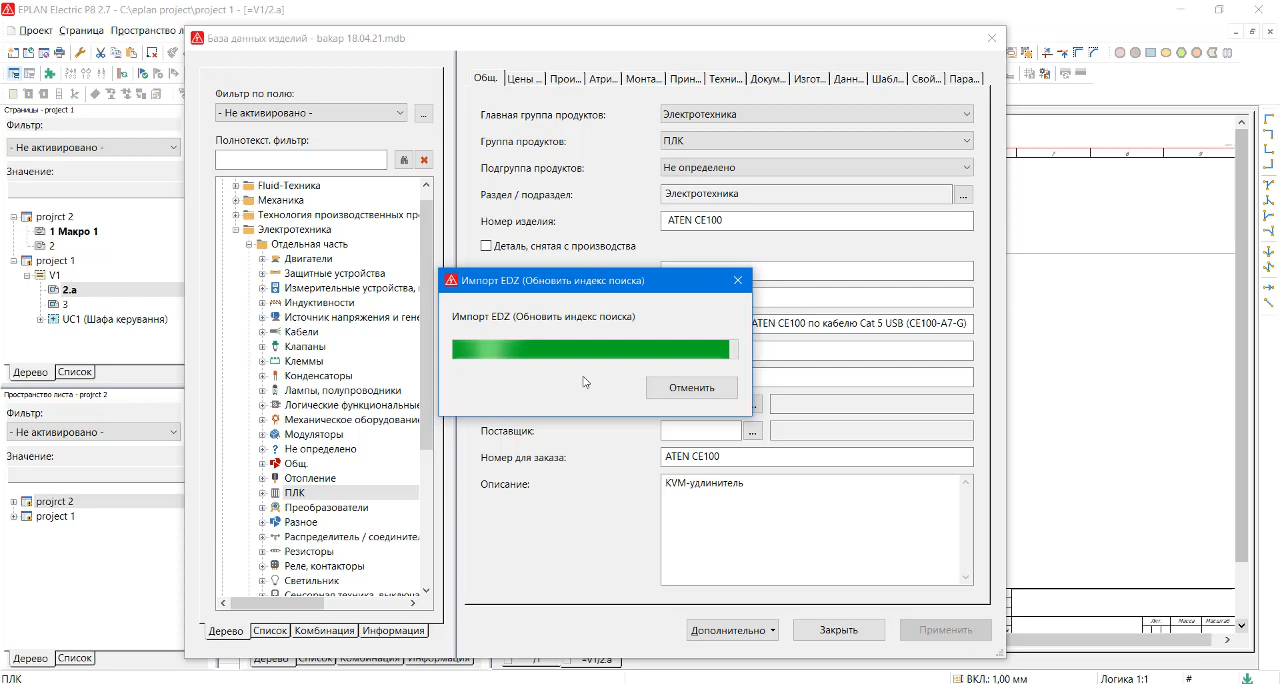 EPLAN Electric P8 2.7 - C:\eplan project\project 1 - [=V1/2.a]
Проект Страница Пространство л
База данных изделий - bakap 18.04.21.mdb
Страницы - project 1
Фильтр:
- Не активировано -
Значение:
projrct 2
1 Макро 1
2
project 1
V1
2.a
3
UC1 (Шафа керування)
Дерево Список
Пространство листа - projrct 2
Фильтр:
- Не активировано -
Значение:
projrct 2
project 1
Дерево Список
Фильтр по полю:
- Не активировано -
...
Полнотекст. фильтр:
Fluid-Техника
Механика
Технология производственных пр
Электротехника
Отдельная часть
Двигатели
Защитные устройства
Измерительные устройства,
Индуктивности
Источник напряжения и гене
Кабели
Клапаны
Клеммы
Конденсаторы
Лампы, полупроводники
Логические функциональные
Механическое оборудовани
Модуляторы
Не определено
Общ.
Отопление
ПЛК
Преобразователи
Разное
Распределитель / соедините
Резисторы
Реле, контакторы
Светильник
Сенсорная техника, выключа
Дерево Список Комбинация Информация
Общ. Цены ... Прои... Атри... Монта... Прин... Техни... Докум... Изгот... Данн... Шабл... Свой... Пара...
Главная группа продуктов: Электротехника
Группа продуктов: ПЛК
Подгруппа продуктов: Не определено
Раздел / подраздел: Электротехника ...
Номер изделия: ATEN CE100
Деталь, снятая с производства
Импорт EDZ (Обновить индекс поиска)
Импорт EDZ (Обновить индекс поиска)
Отменить
ATEN CE100 по кабелю Cat 5 USB (CE100-A7-G)
Поставщик: ...
Номер для заказа: ATEN CE100
Описание: KVM-удлинитель
Дополнительно Закрыть Применить
Дерево Список Комбинация Информация
=V1/2.a
7 8 9
Лит. Масса Масштаб
ПЛК
ВКЛ.: 1,00 мм Логика 1:1 #